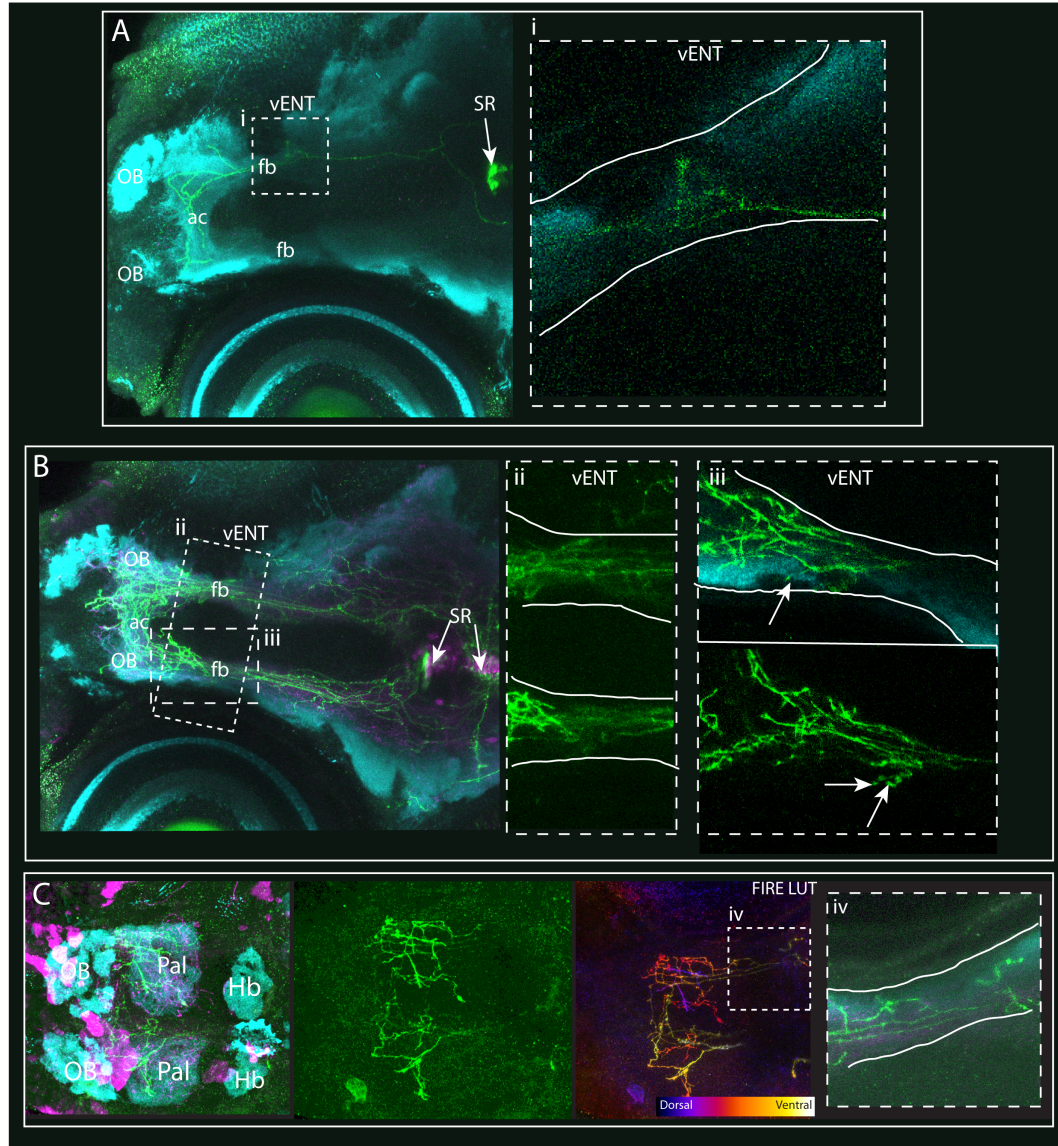 A
i
vENT
SR
OB
fb
ac
fb
OB
i
vENT
B
ii
vENT
OB
fb
ac
SR
iii
OB
fb
ii
vENT
iii
vENT
C
OB
Pal
Hb
OB
Pal
Hb
FIRE LUT
iv
Dorsal
Ventral
iv